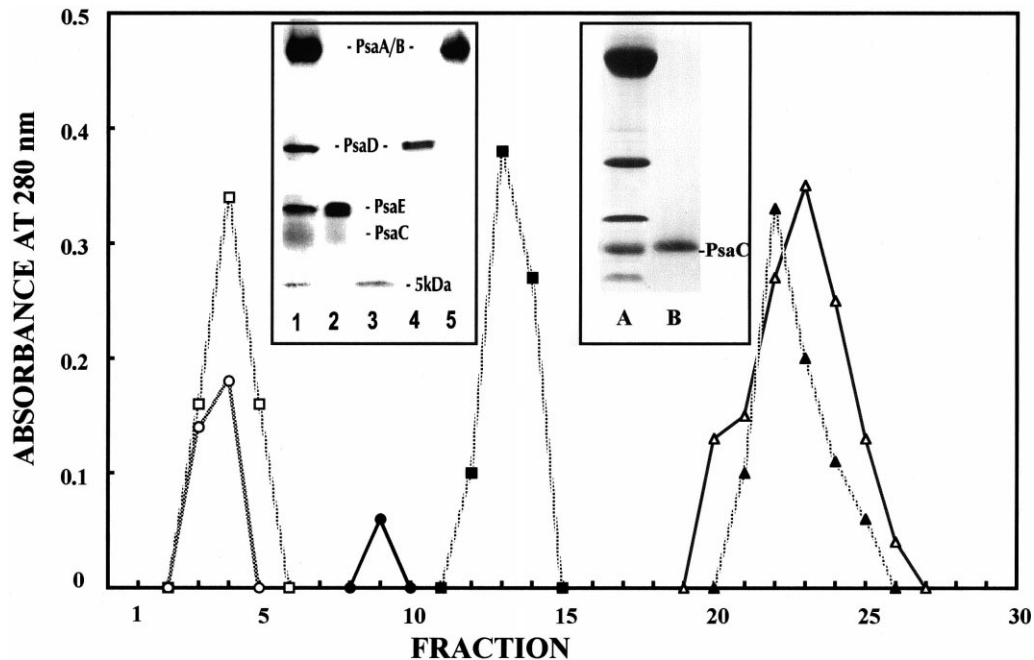 ABSORBANCE AT 280 nm
0.5
0.4
0.3
0.2
0.1
0
- PsaA/B -
- PsaD -
- PsaE
- PsaC
- 5kDa
1 2 3 4 5
-PsaC
A B
1 5 10 15 20 25 30
FRACTION